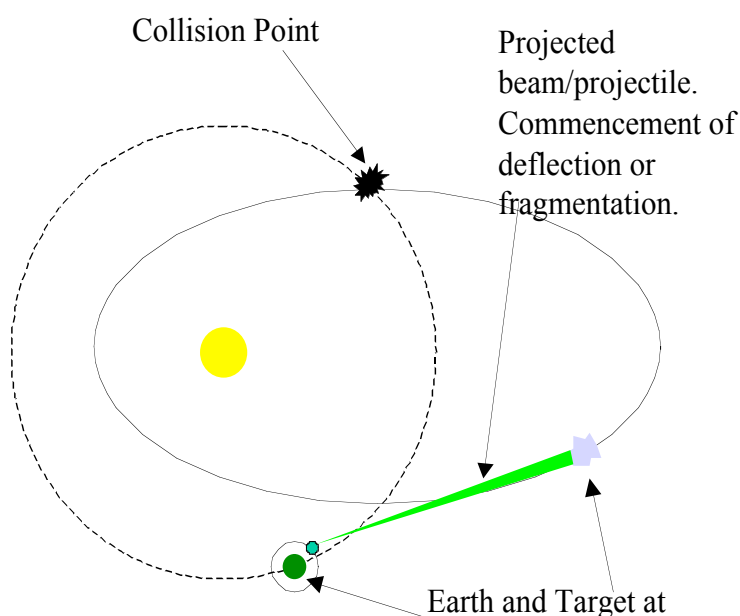 Collision Point
Projected
beam/projectile.
Commencement of
deflection or
fragmentation.
Earth and Target at